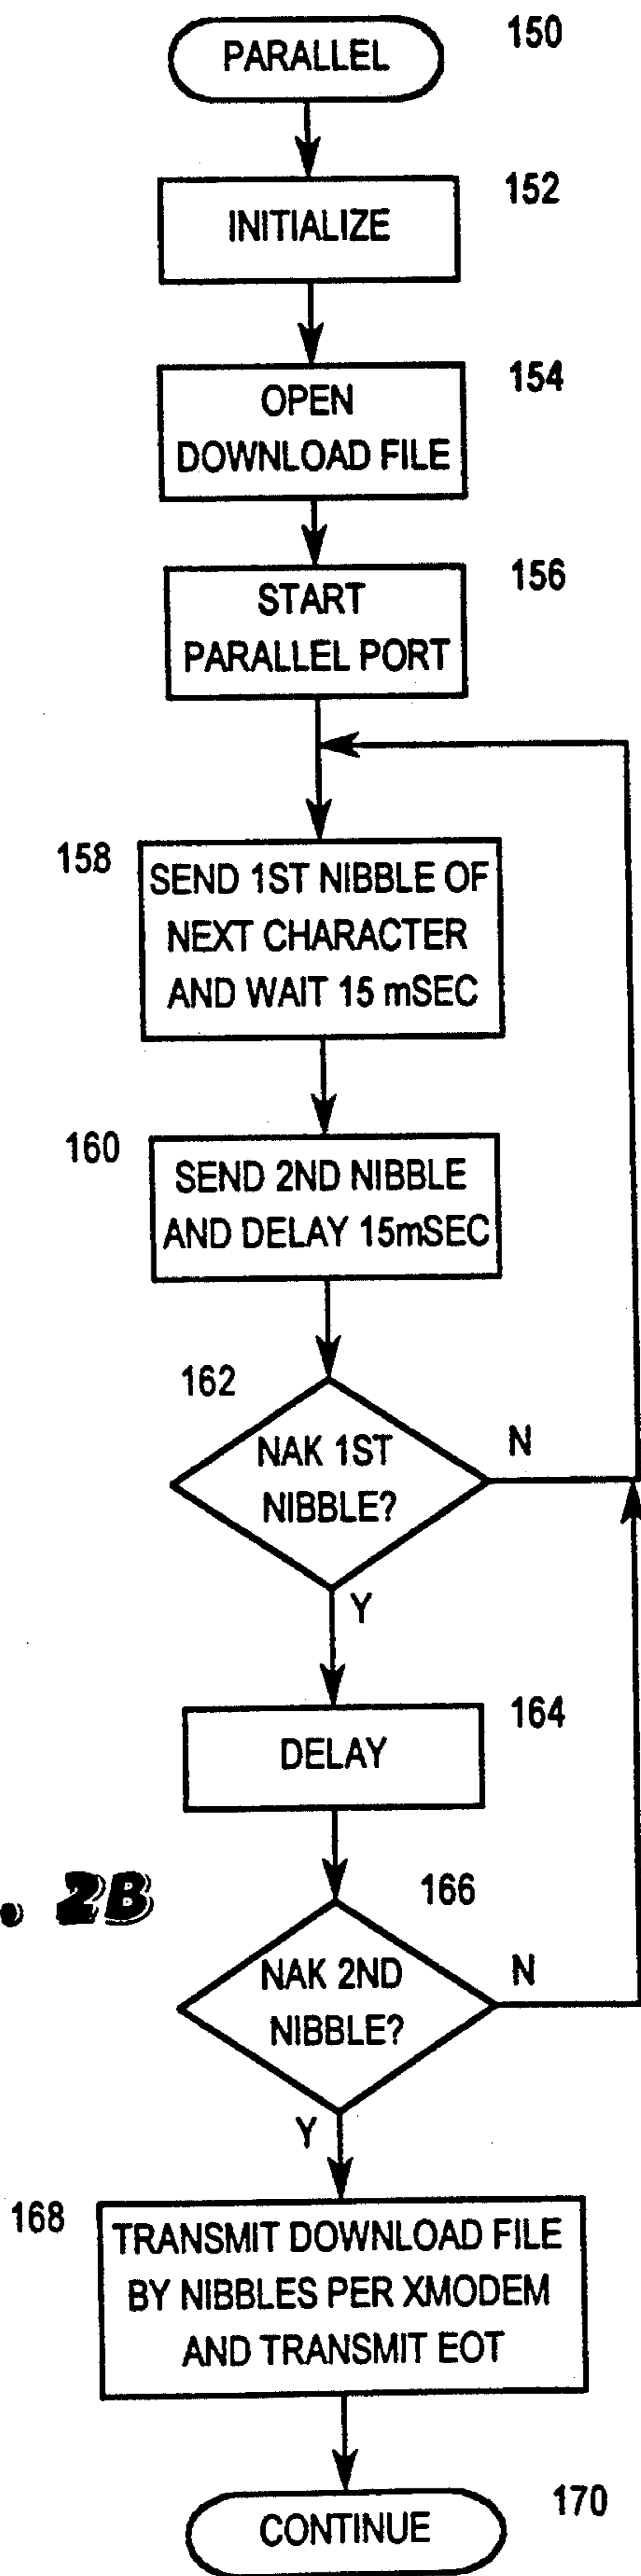 PARALLEL
150
INITIALIZE
152
OPEN
DOWNLOAD FILE
154
START
PARALLEL PORT
156
158
SEND 1ST NIBBLE OF
NEXT CHARACTER
AND WAIT 15 mSEC
160
SEND 2ND NIBBLE
AND DELAY 15mSEC
162
NAK 1ST
NIBBLE?
N
Y
164
DELAY
. 2B
166
NAK 2ND
NIBBLE?
N
Y
168
TRANSMIT DOWNLOAD FILE
BY NIBBLES PER XMODEM
AND TRANSMIT EOT
CONTINUE
170